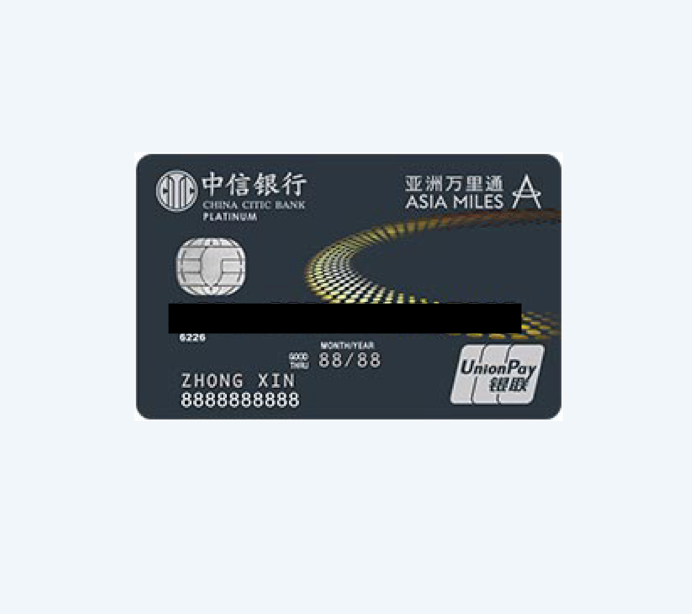 中信银行
CHINA CITIC BANK
PLATINUM
亚洲万里通
ASIA MILES
6226
MONTH/YEAR
GOOD THRU 88/88
ZHONG XIN
8888888888
UnionPay
银联